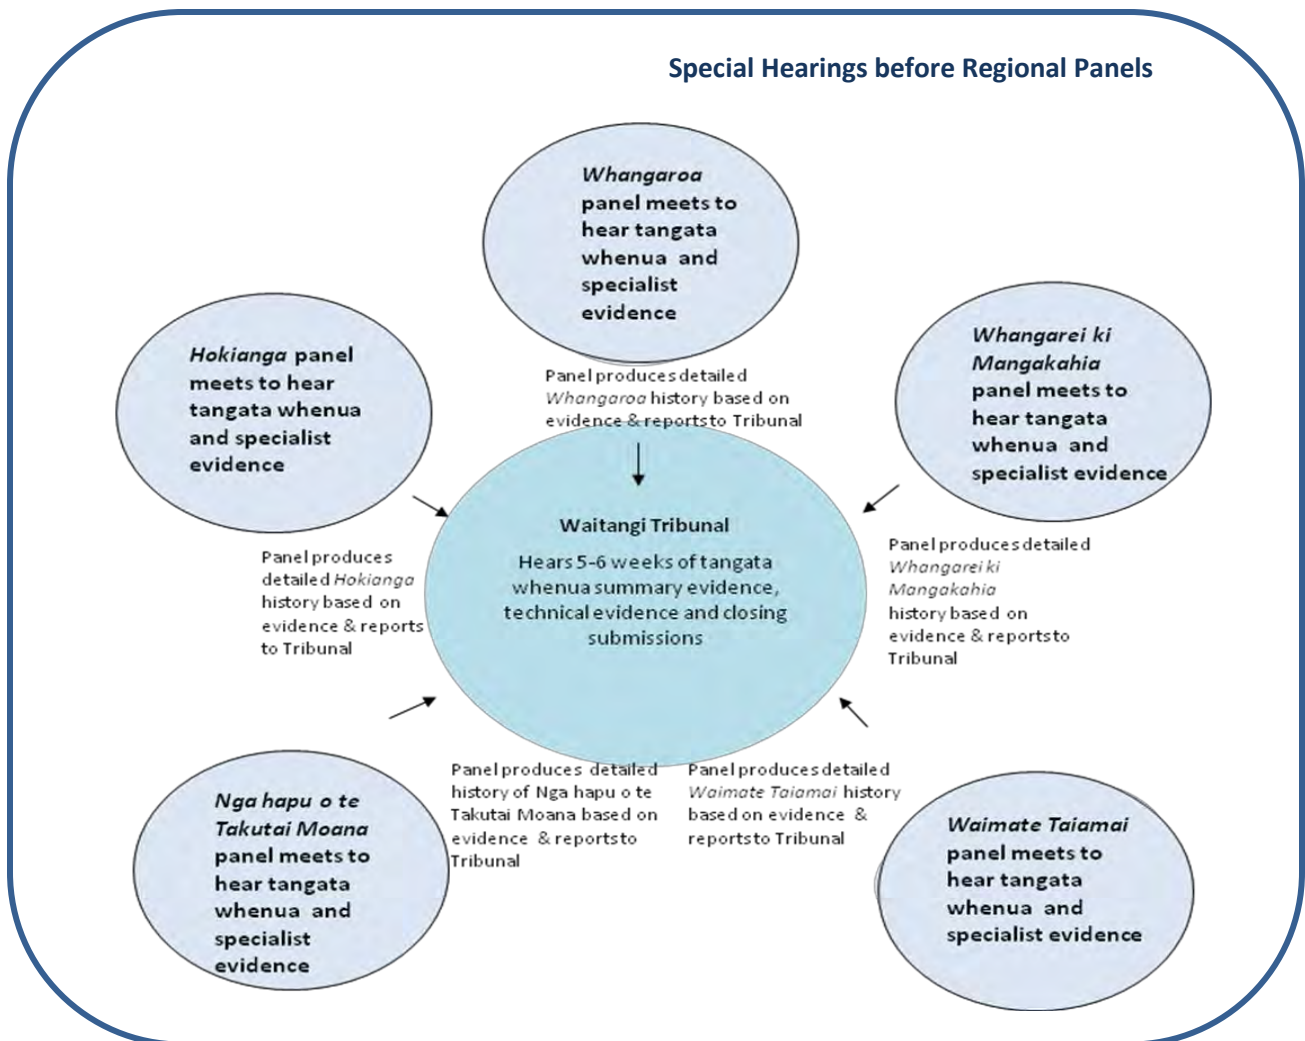 Special Hearings before Regional Panels
Whangaroa
panel meets to
hear tangata
whenua and
specialist
evidence
Panel produces detailed
Whangaroa history based on
evidence & reports to Tribunal
Hokianga panel
meets to hear
tangata whenua
and specialist
evidence
Panel produces
detailed Hokianga
history based on
evidence & reports
to Tribunal
Whangarei ki
Mangakahia
panel meets to
hear tangata
whenua and
specialist evidence
Panel produces detailed
Whangarei ki
Mangakahia
history based on
evidence & reports to
Tribunal
Waitangi Tribunal
Hears 5-6 weeks of tangata
whenua summary evidence,
technical evidence and closing
submissions
Nga hapu o te
Takutai Moana
panel meets to
hear tangata
whenua and
specialist
evidence
Panel produces detailed
history of Nga hapu o te
Takutai Moana based on
evidence & reports to
Tribunal
Panel produces detailed
Waimate Taiamai history
based on evidence &
reports to Tribunal
Waimate Taiamai
panel meets to
hear tangata
whenua and
specialist evidence